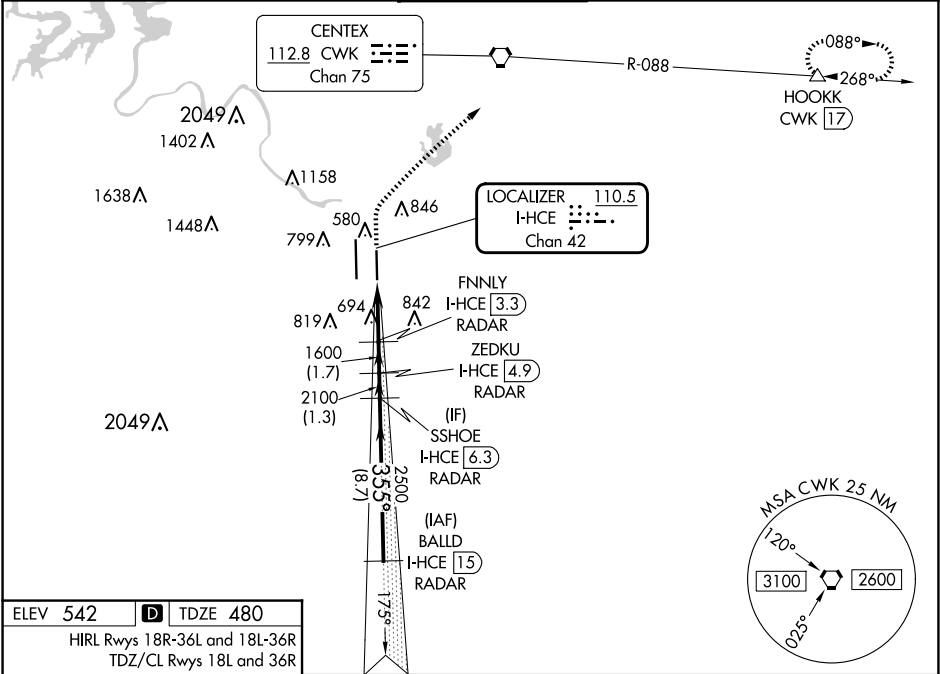 CENTEX
112.8 CWK
Chan 75
R-088
088°
268°
HOOKK
CWK 17
2049
1402
1158
1638
1448
580
846
799
LOCALIZER 110.5
I-HCE
Chan 42
FNNLY
I-HCE 3.3
RADAR
694
842
819
1600
(1.7)
ZEDKU
I-HCE 4.9
RADAR
2100
(1.3)
2049
(IF)
SSHOE
I-HCE 6.3
RADAR
2500
355°
(8.7)
(IAF)
BALLD
I-HCE 15
RADAR
175°
MSA CWK 25 NM
120°
3100
2600
025°
ELEV 542 D TDZE 480
HIRL Rwys 18R-36L and 18L-36R
TDZ/CL Rwys 18L and 36R